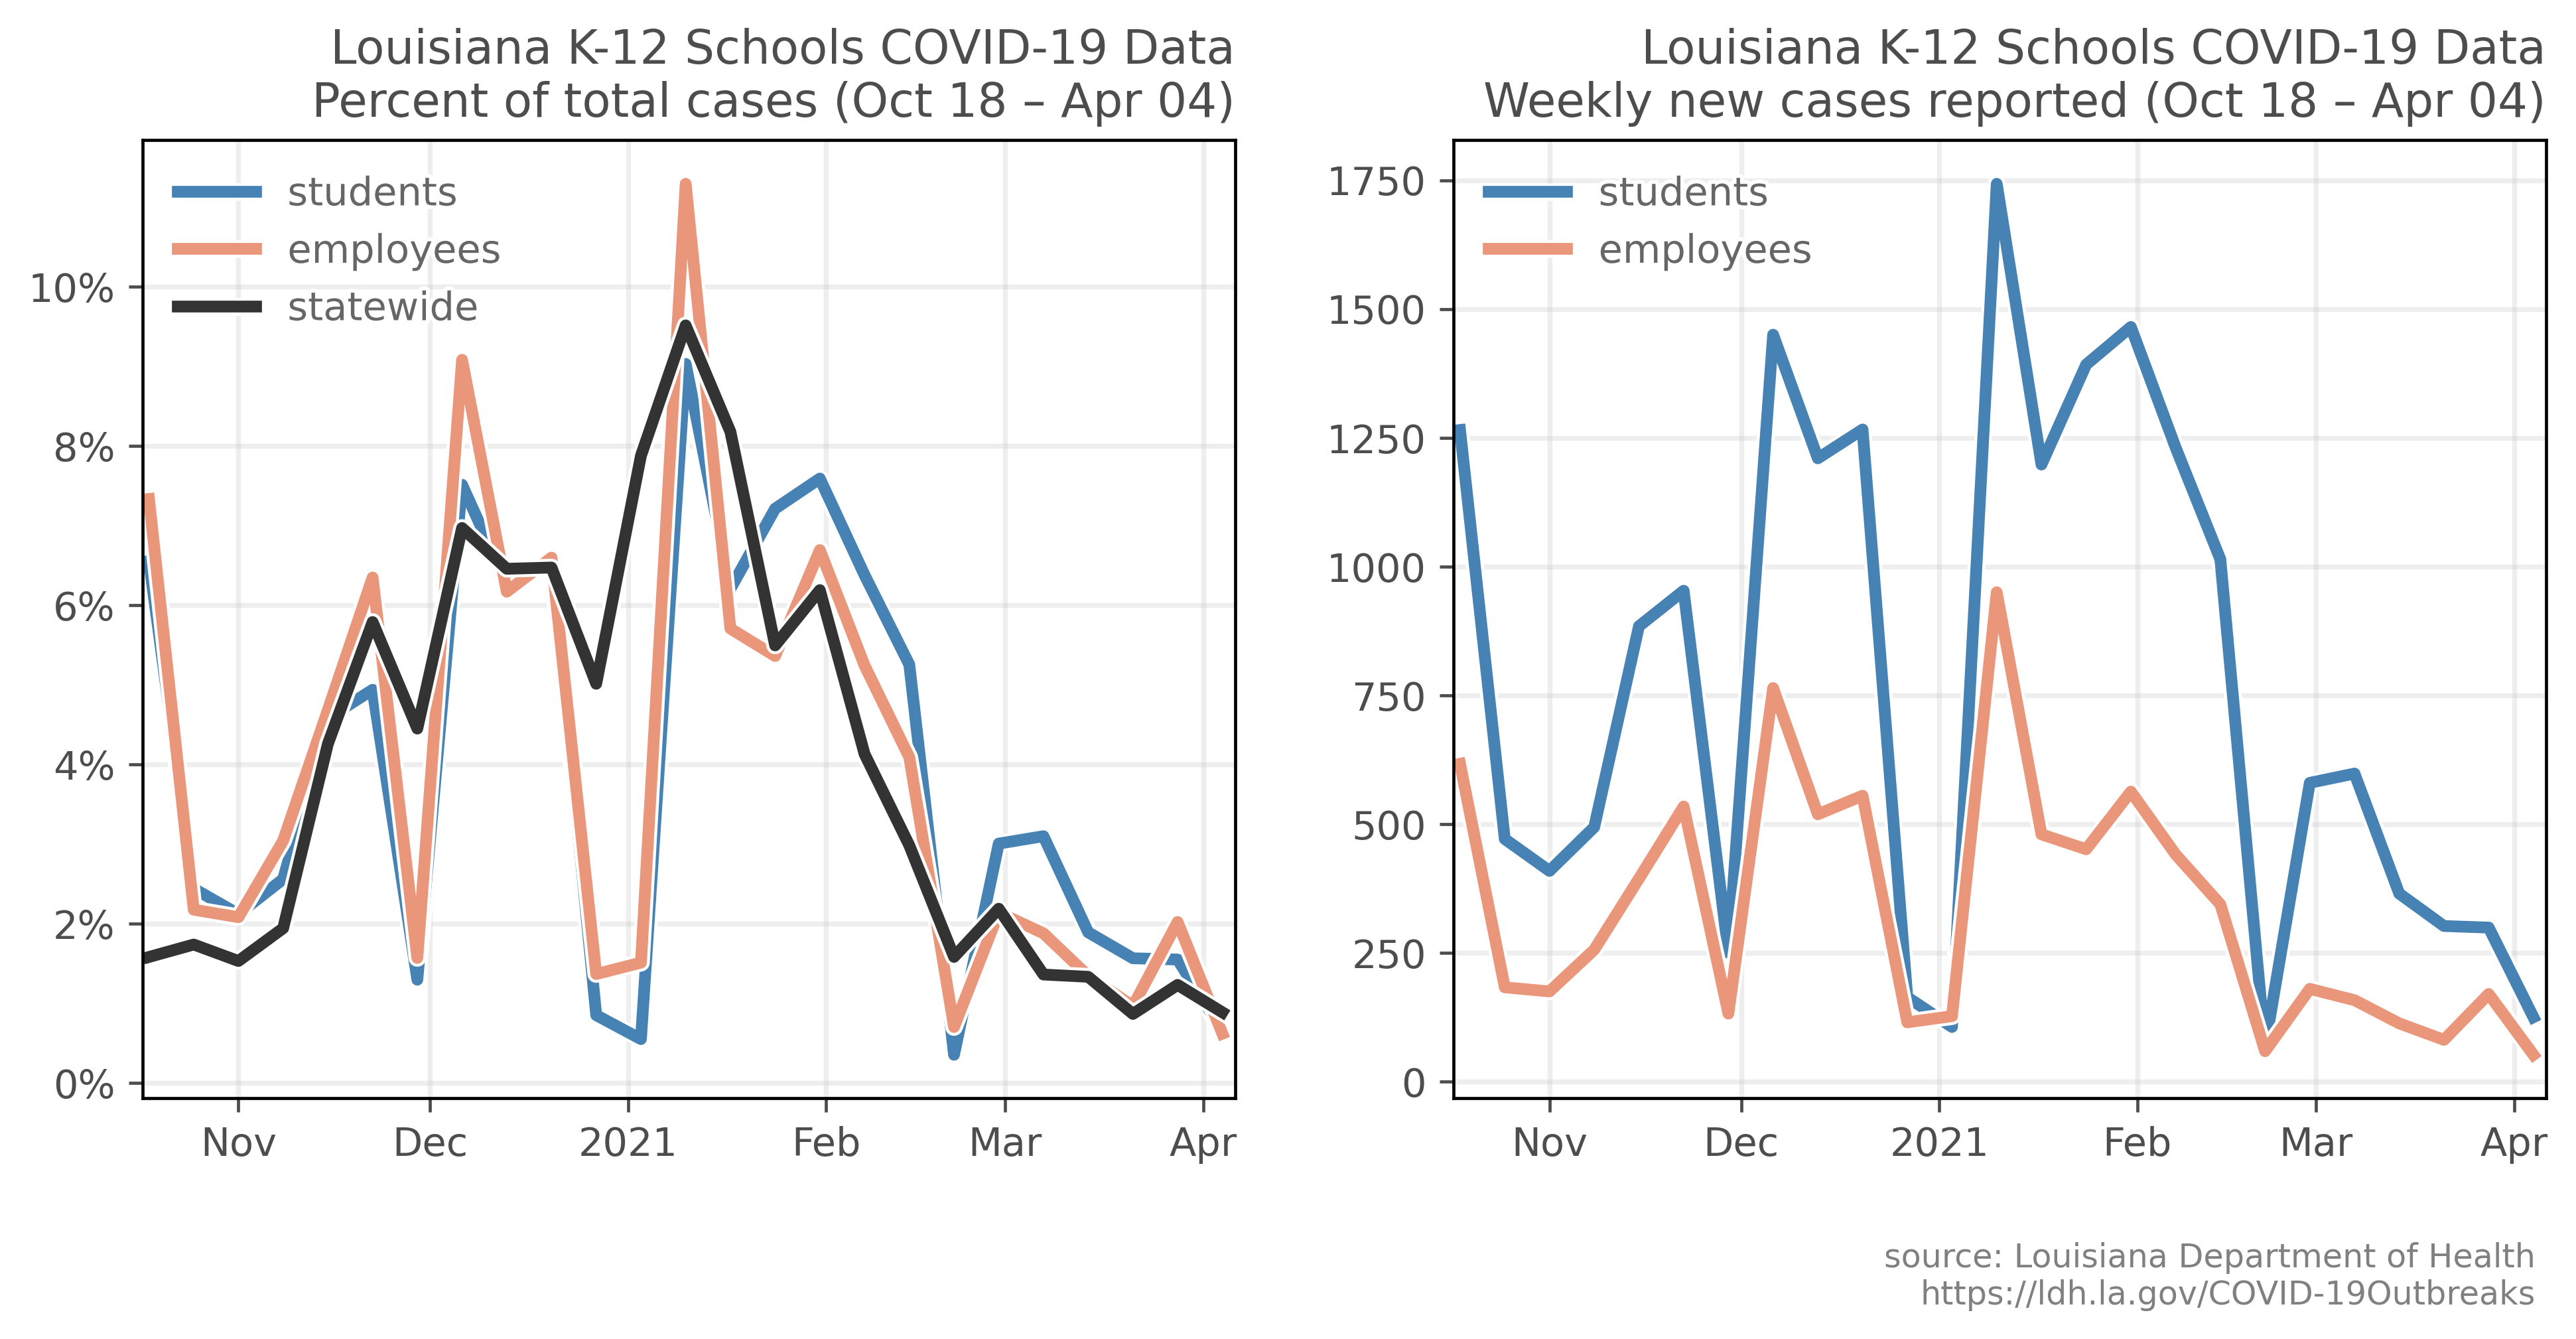 Louisiana K-12 Schools COVID-19 Data
Percent of total cases (Oct 18 – Apr 04)
students
employees
statewide
10%
8%
6%
4%
2%
0%
Nov
Dec
2021
Feb
Mar
Apr
Louisiana K-12 Schools COVID-19 Data
Weekly new cases reported (Oct 18 – Apr 04)
students
employees
1750
1500
1250
1000
750
500
250
0
Nov
Dec
2021
Feb
Mar
Apr
source: Louisiana Department of Health
https://ldh.la.gov/COVID-19Outbreaks